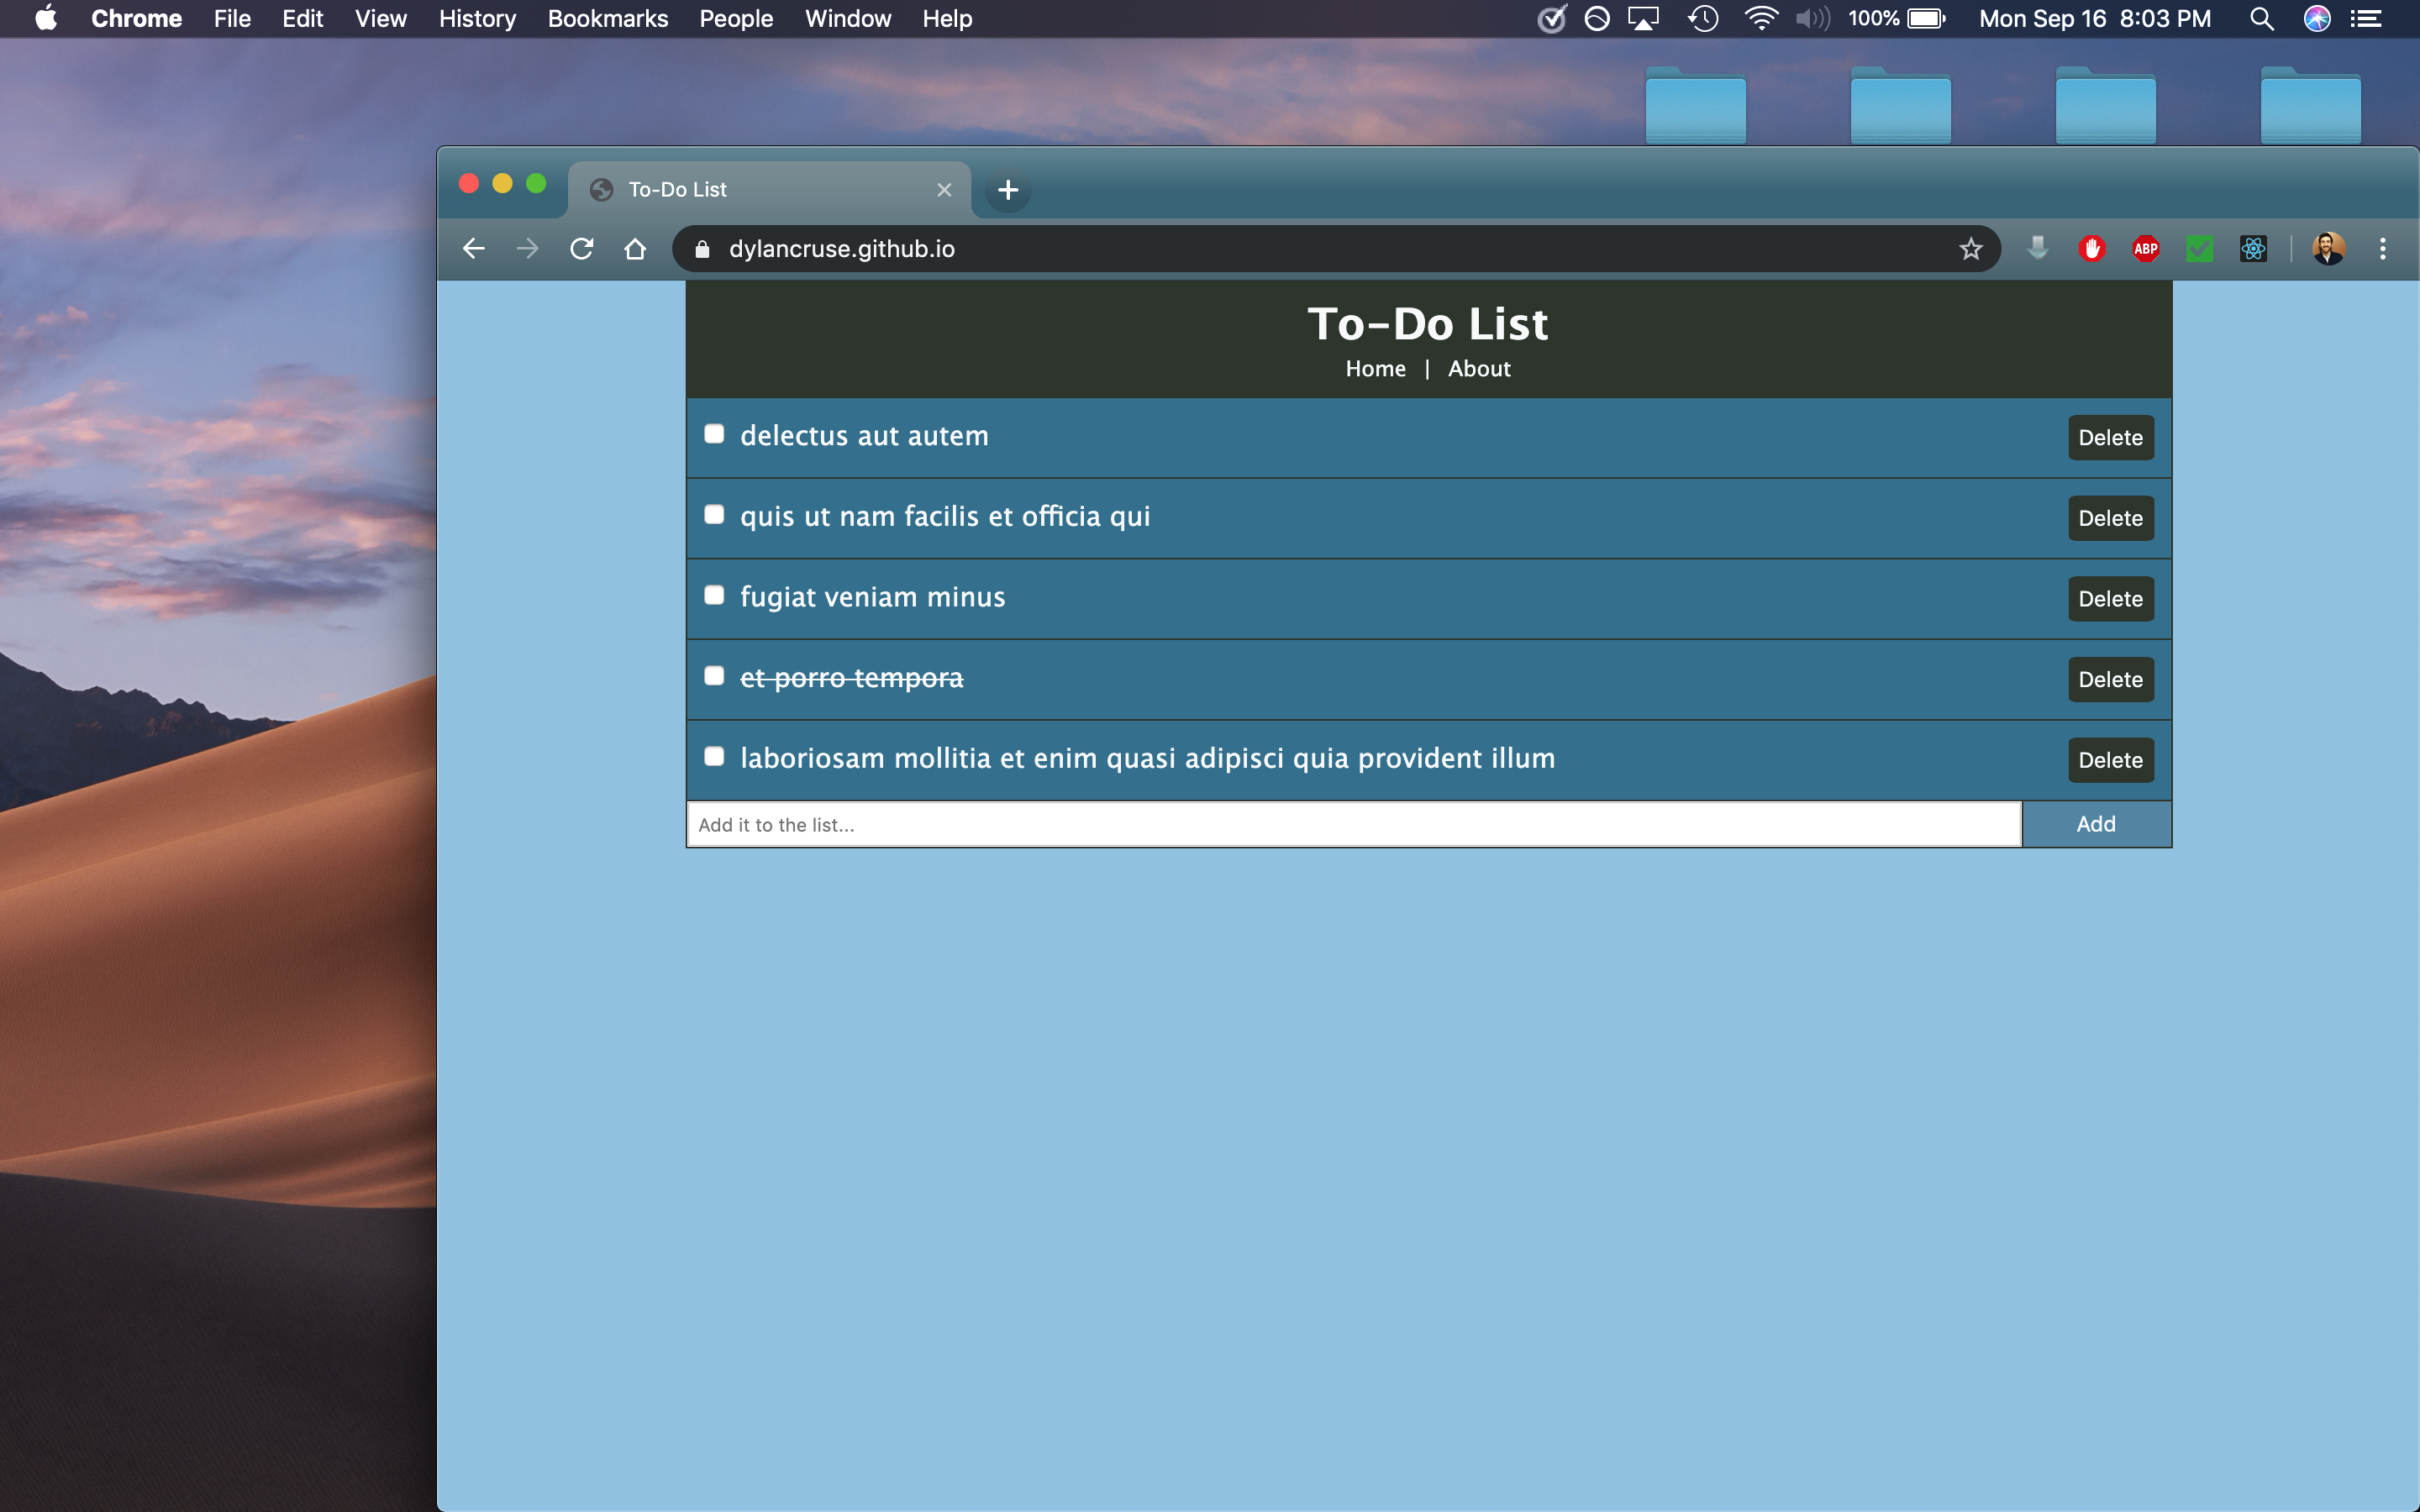 Chrome File Edit View History Bookmarks People Window Help 100% Mon Sep 16 8:03 PM
To-Do List
dylancruse.github.io ABP
To-Do List
Home | About
delectus aut autem Delete
quis ut nam facilis et officia qui Delete
fugiat veniam minus Delete
et porro tempora Delete
laboriosam mollitia et enim quasi adipisci quia provident illum Delete
Add it to the list... Add